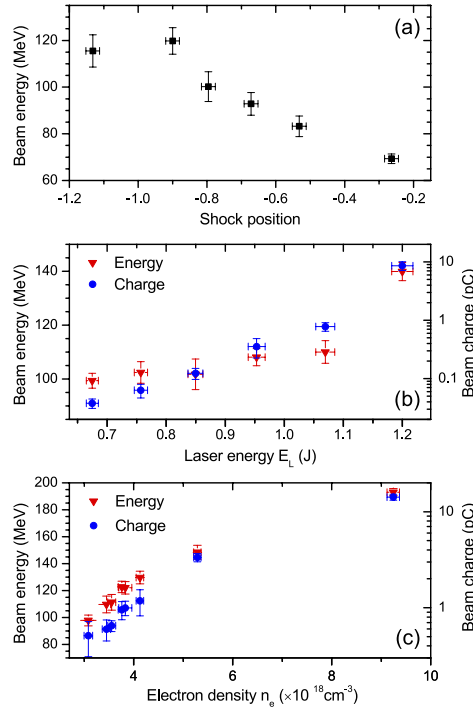 (a)
Beam energy (MeV)
120
100
80
60
-1.2 -1.0 -0.8 -0.6 -0.4 -0.2
Shock position
Energy
Charge
(b)
Beam energy (MeV)
140
120
100
Beam charge (pC)
10
1
0.1
0.7 0.8 0.9 1.0 1.1 1.2
Laser energy E_L (J)
Energy
Charge
(c)
Beam energy (MeV)
200
180
160
140
120
100
80
Beam charge (pC)
10
1
4 6 8 10
Electron density n_e (×10 18cm-3)